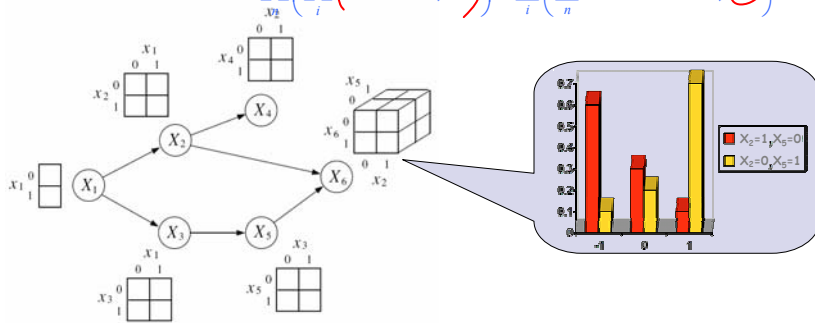 i n
x₂
0 1
x₄ 0
1
x₁
0 1
x₂ 0
1
X₄
x₅ 1
0
x₆ 0
1
0 1
x₂
X₂
x₁ 0
1
X₁
X₆
X₃
X₅
x₁
0 1
x₃ 0
1
x₃
0 1
x₅ 0
1
0.7
0.6
0.5
0.4
0.3
0.2
0.1
0
-1 0 1
X₂=1,X₅=0
X₂=0,X₅=1